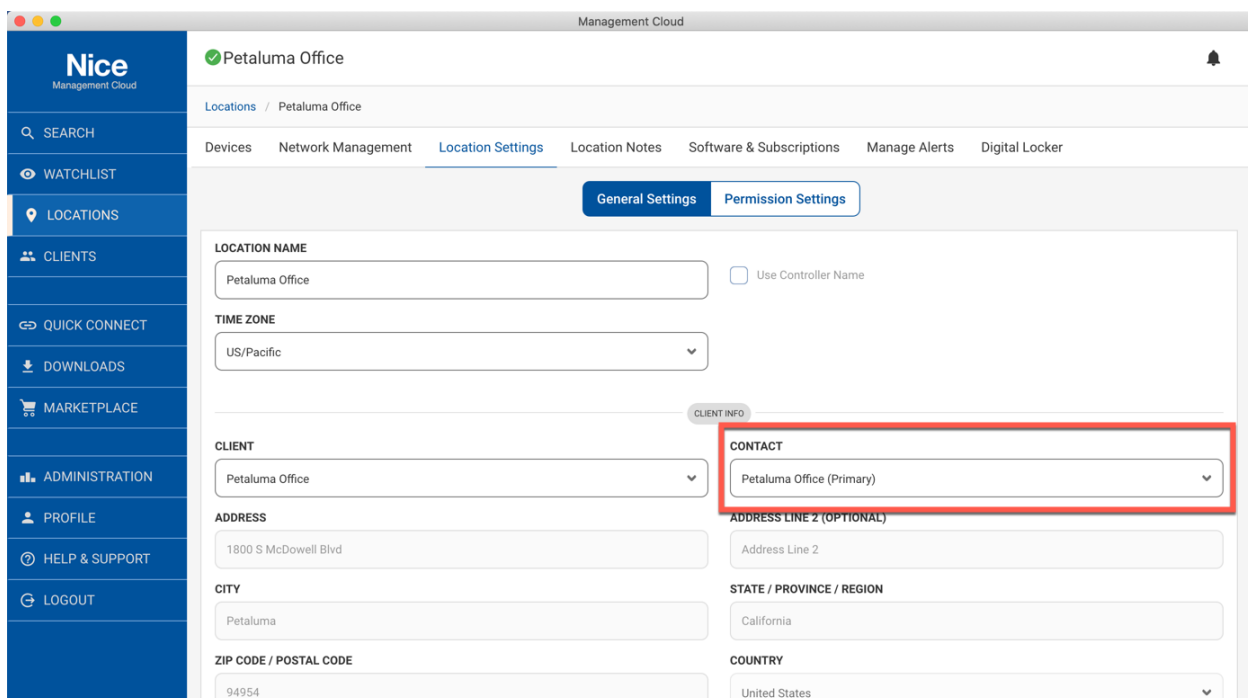 Management Cloud
Nice
Management Cloud
SEARCH
WATCHLIST
LOCATIONS
CLIENTS
QUICK CONNECT
DOWNLOADS
MARKETPLACE
ADMINISTRATION
PROFILE
HELP & SUPPORT
LOGOUT
Petaluma Office
Locations / Petaluma Office
Devices Network Management Location Settings Location Notes Software & Subscriptions Manage Alerts Digital Locker
General Settings Permission Settings
LOCATION NAME
Petaluma Office
Use Controller Name
TIME ZONE
US/Pacific
CLIENT INFO
CLIENT
Petaluma Office
CONTACT
Petaluma Office (Primary)
ADDRESS
1800 S McDowell Blvd
ADDRESS LINE 2 (OPTIONAL)
Address Line 2
CITY
Petaluma
STATE / PROVINCE / REGION
California
ZIP CODE / POSTAL CODE
94954
COUNTRY
United States